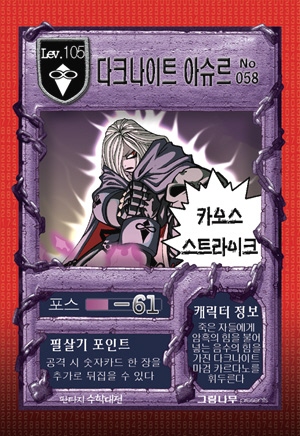 Lev.105
다크나이트 아슈르 No 058
카오스
스트라이크
포스 -61
필살기 포인트
공격 시 숫자카드 한 장을
추가로 뒤집을 수 있다
캐릭터 정보
죽은 자들에게
암흑의 힘을 불어
넣는 음수의 힘을
가진 다크나이트
마검 카르다노를
휘두른다
판타지 수학대전
그림나무 presents